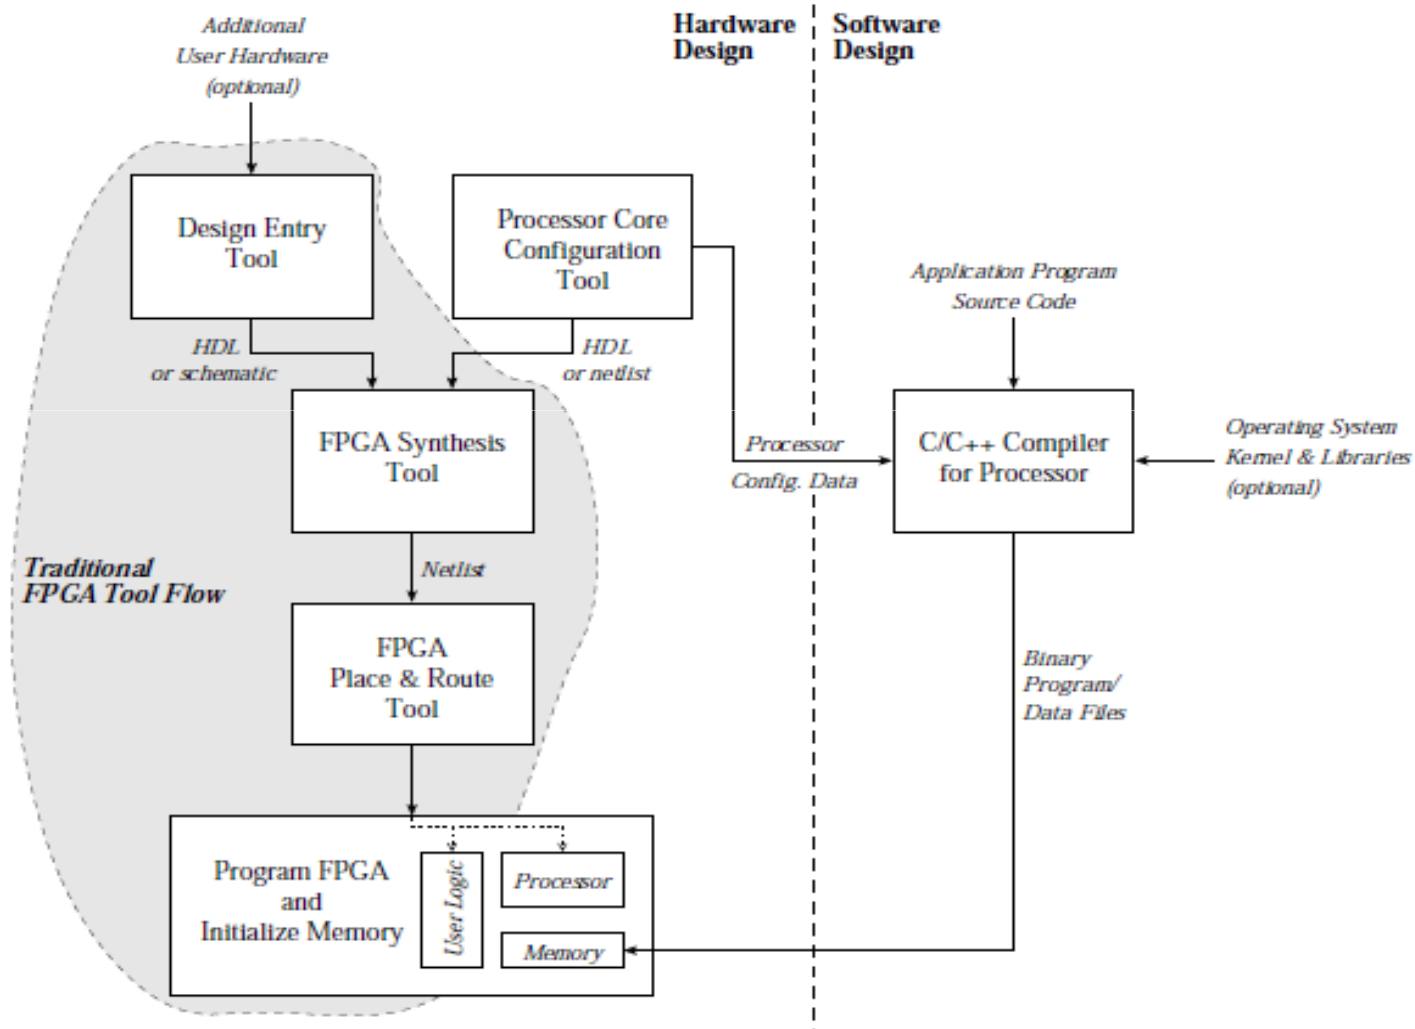 Additional
User Hardware
(optional)
Hardware
Design
Software
Design
Design Entry
Tool
Processor Core
Configuration
Tool
Application Program
Source Code
HDL
or schematic
HDL
or netlist
FPGA Synthesis
Tool
Processor
Config. Data
C/C++ Compiler
for Processor
Operating System
Kernel & Libraries
(optional)
Traditional
FPGA Tool Flow
Netlist
FPGA
Place & Route
Tool
Binary
Program/
Data Files
Program FPGA
and
Initialize Memory
User Logic
Processor
Memory